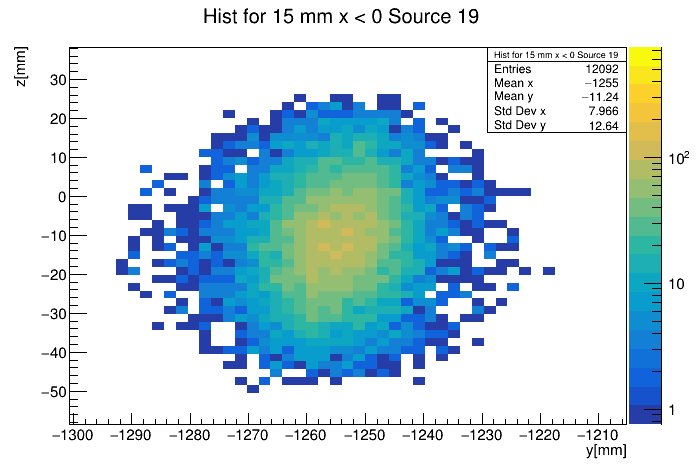 Hist for 15 mm x < 0 Source 19
z[mm]
Hist for 15 mm x < 0 Source 19
Entries 12092
Mean x −1255
Mean y −11.24
Std Dev x 7.966
Std Dev y 12.64
30
20
10
0
−10
−20
−30
−40
−50
10²
10
1
−1300 −1290 −1280 −1270 −1260 −1250 −1240 −1230 −1220 −1210
y[mm]